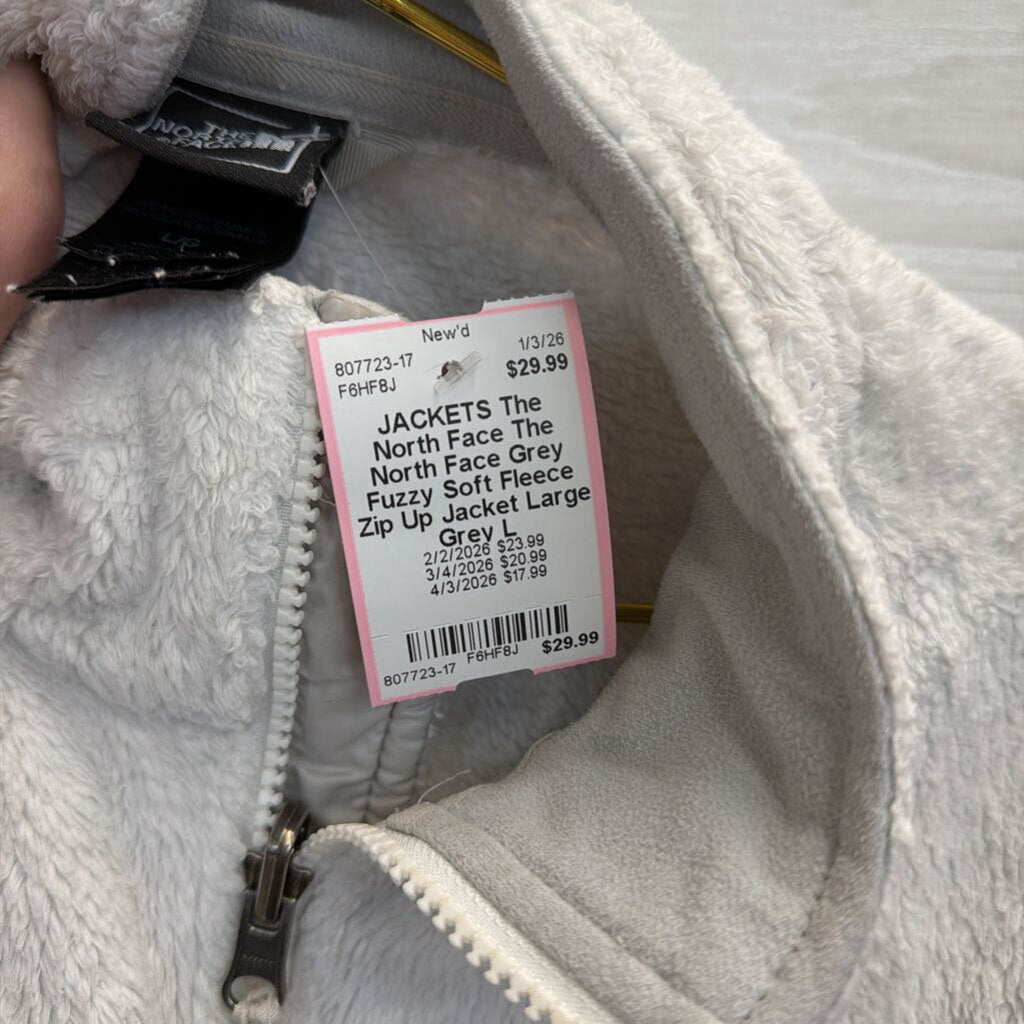 THE
NORTH
FACE
New'd
807723-17
1/3/26
F6HF8J
$29.99
JACKETS The
North Face The
North Face Grey
Fuzzy Soft Fleece
Zip Up Jacket Large
Grey L
2/2/2026 $23.99
3/4/2026 $20.99
4/3/2026 $17.99
807723-17 F6HF8J $29.99